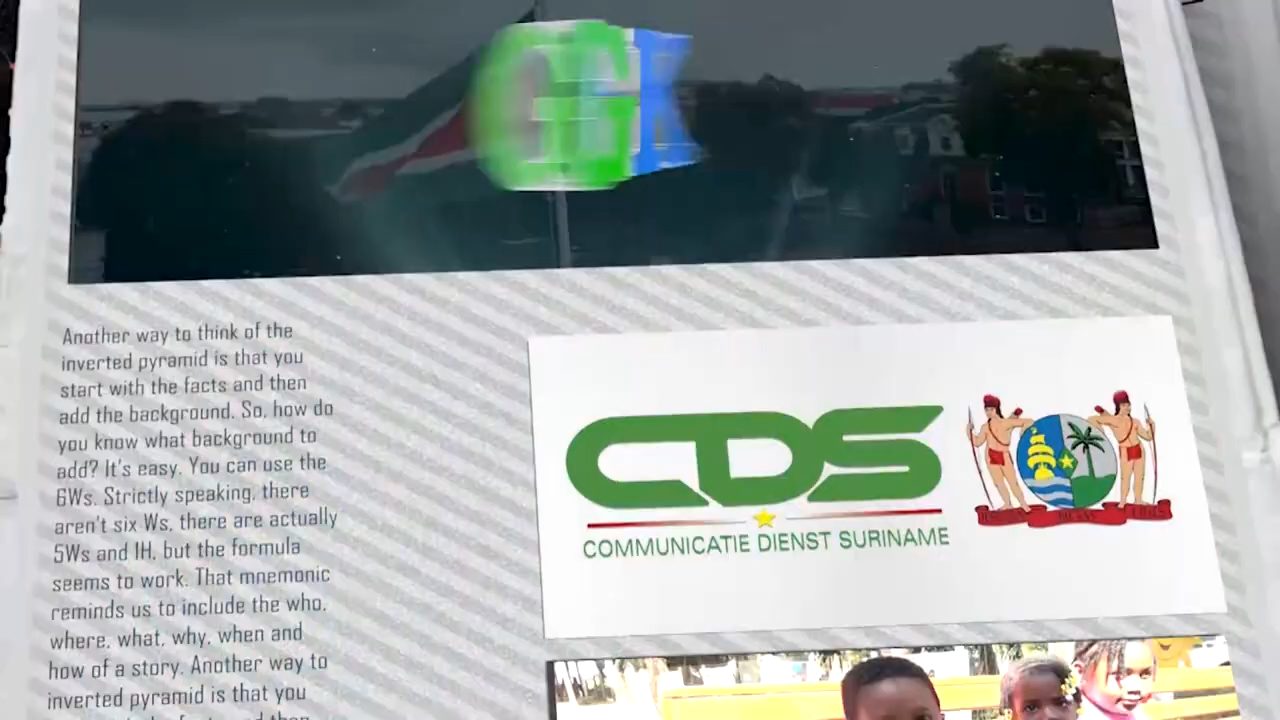 Another way to think of the
inverted pyramid is that you
start with the facts and then
add the background. So, how do
you know what background to
add? It's easy. You can use the
6Ws. Strictly speaking, there
aren't six Ws, there are actually
5Ws and 1H, but the formula
seems to work. That mnemonic
reminds us to include the who,
where, what, why, when and
how of a story. Another way to
inverted pyramid is that you
CDS
COMMUNICATIE DIENST SURINAME